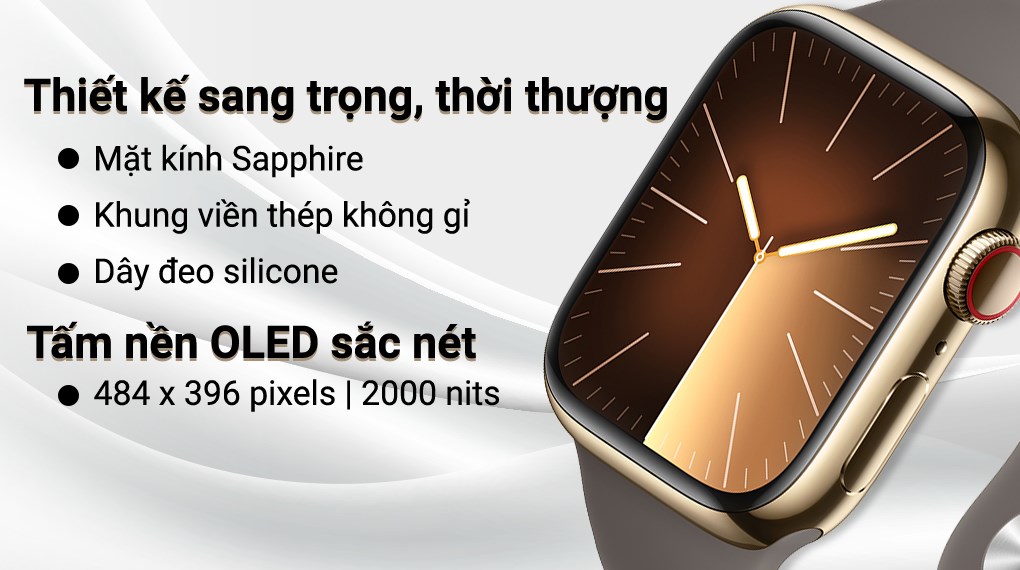 Thiết kế sang trọng, thời thượng
Mặt kính Sapphire
Khung viền thép không gỉ
Dây đeo silicone
Tấm nền OLED sắc nét
484 x 396 pixels | 2000 nits